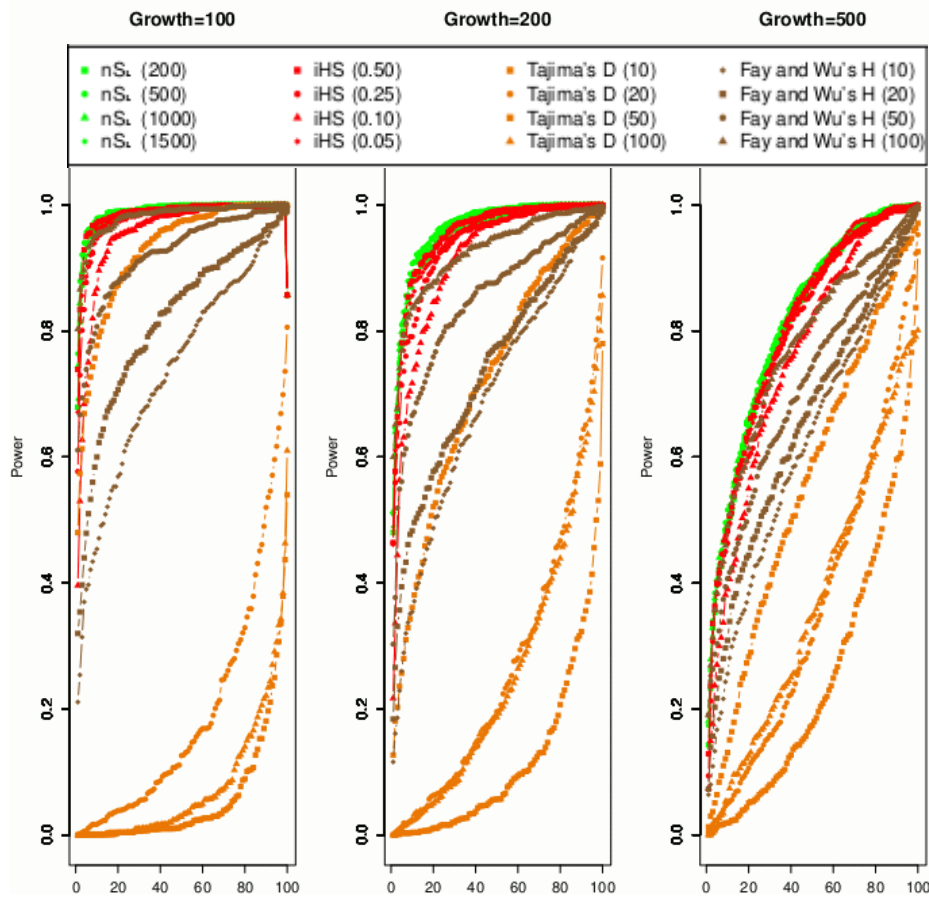 Growth=100 Growth=200 Growth=500
nSL (200) iHS (0.50) Tajima's D (10) Fay and Wu's H (10)
nSL (500) iHS (0.25) Tajima's D (20) Fay and Wu's H (20)
nSL (1000) iHS (0.10) Tajima's D (50) Fay and Wu's H (50)
nSL (1500) iHS (0.05) Tajima's D (100) Fay and Wu's H (100)
1.0 1.0 1.0
0.8 0.8 0.8
0.6 0.6 0.6
Power Power Power
0.4 0.4 0.4
0.2 0.2 0.2
0.0 0.0 0.0
0 20 40 60 80 100 0 20 40 60 80 100 0 20 40 60 80 100